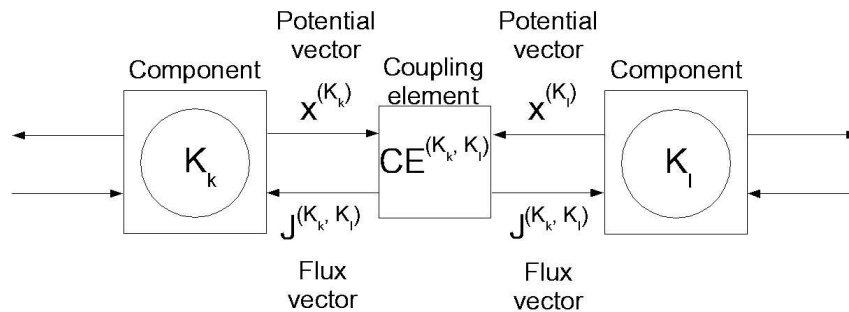 Potential
vector
Potential
vector
Component
Coupling
element
Component
x^(K_k)
x^(K_l)
K_k
CE^(K_k, K_l)
K_l
J^(K_k, K_l)
J^(K_k, K_l)
Flux
vector
Flux
vector